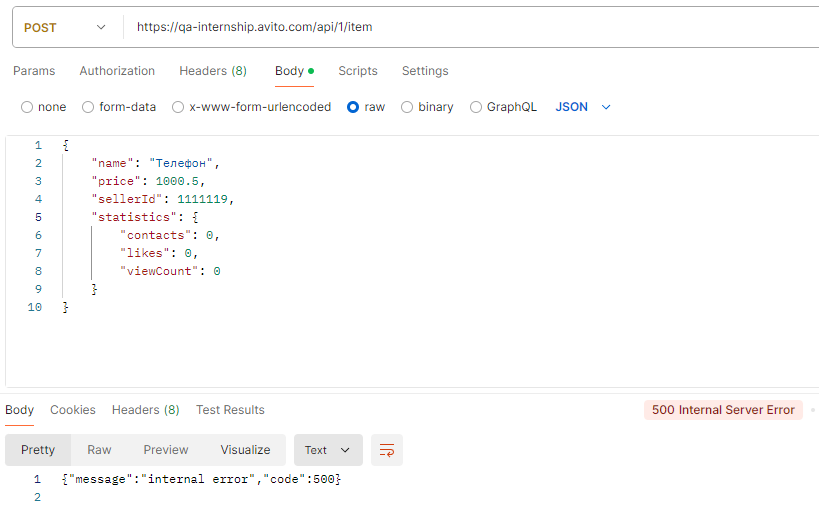 POST https://qa-internship.avito.com/api/1/item
Params Authorization Headers (8) Body Scripts Settings
none form-data x-www-form-urlencoded raw binary GraphQL JSON
1 {
2 "name": "Телефон",
3 "price": 1000.5,
4 "sellerId": 1111119,
5 "statistics": {
6 "contacts": 0,
7 "likes": 0,
8 "viewCount": 0
9 }
10 }
Body Cookies Headers (8) Test Results 500 Internal Server Error
Pretty Raw Preview Visualize Text
1 {"message":"internal error","code":500}
2